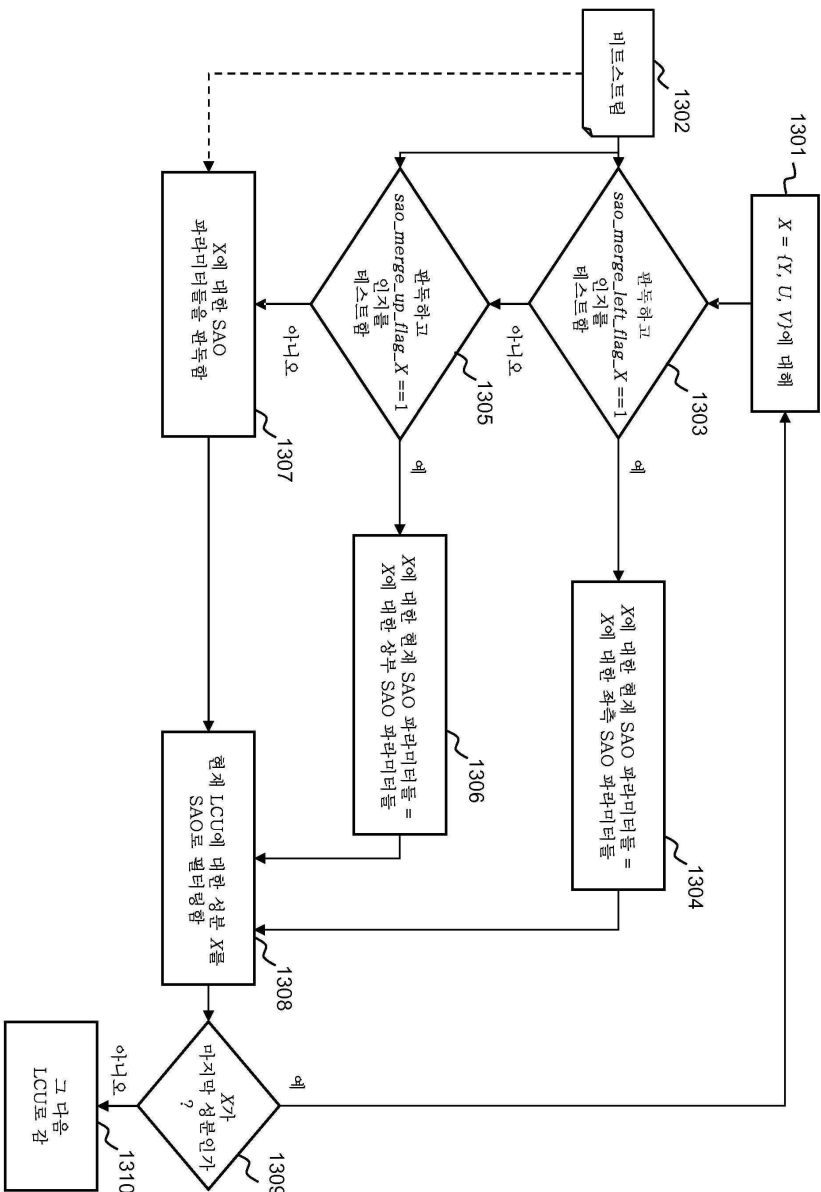 1301
X = {Y, U, V}에 대해
1302
비트스트림
1303
판독하고
sao_merge_left_flag_X ==1
인지를
테스트함
예
아니오
1304
X에 대한 현재 SAO 파라미터들 =
X에 대한 좌측 SAO 파라미터들
1305
판독하고
sao_merge_up_flag_X ==1
인지를
테스트함
예
아니오
1306
X에 대한 현재 SAO 파라미터들 =
X에 대한 상부 SAO 파라미터들
1307
X에 대한 SAO
파라미터들을 판독함
1308
현재 LCU에 대한 성분 X를
SAO로 필터링함
1309
X가
마지막 성분인가
?
예
아니오
1310
그 다음
LCU로 감